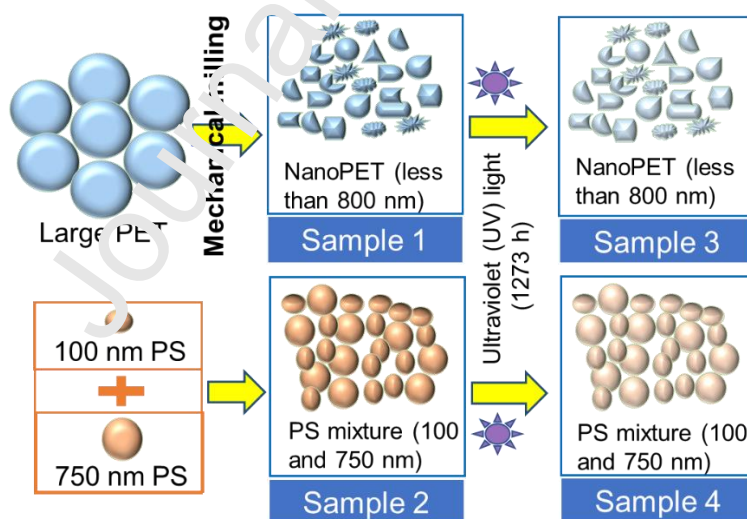 Journal
Large PET
Mechanical milling
NanoPET (less
than 800 nm)
Sample 1
Ultraviolet (UV) light
(1273 h)
NanoPET (less
than 800 nm)
Sample 3
100 nm PS
750 nm PS
PS mixture (100
and 750 nm)
Sample 2
PS mixture (100
and 750 nm)
Sample 4